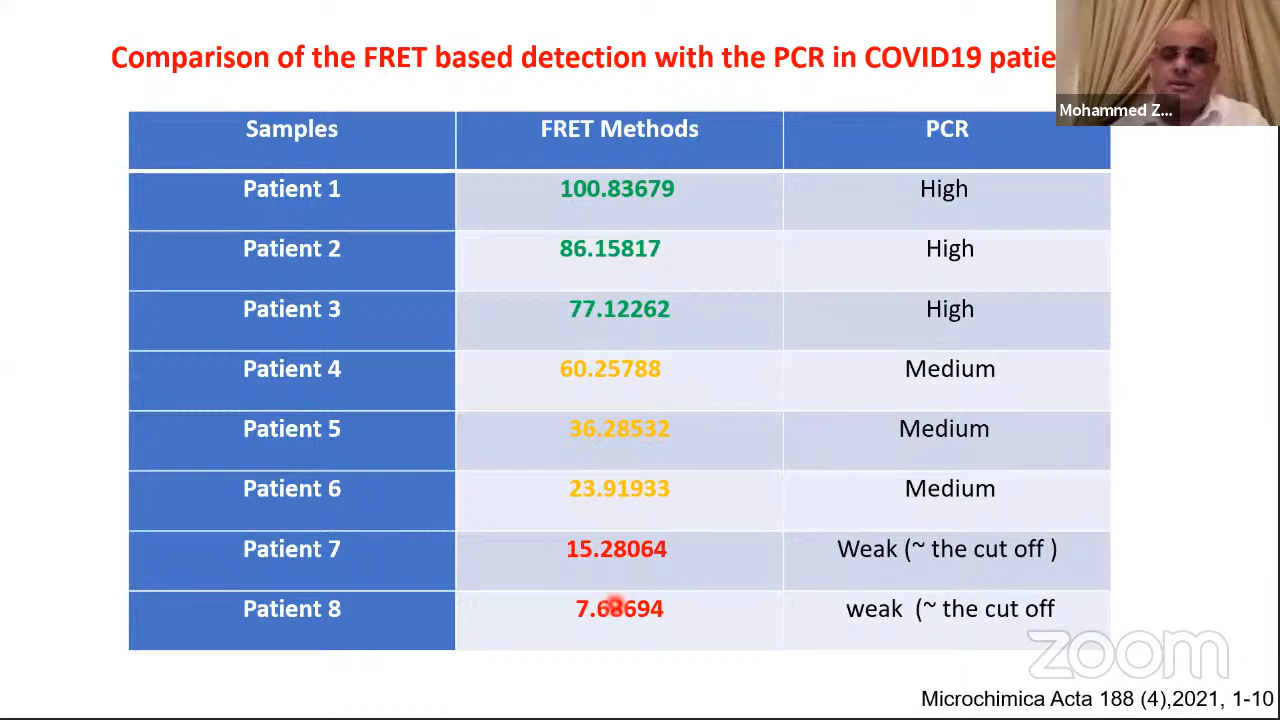 Comparison of the FRET based detection with the PCR in COVID19 patie
Mohammed Z...
Samples FRET Methods PCR
Patient 1 100.83679 High
Patient 2 86.15817 High
Patient 3 77.12262 High
Patient 4 60.25788 Medium
Patient 5 36.28532 Medium
Patient 6 23.91933 Medium
Patient 7 15.28064 Weak (~ the cut off )
Patient 8 7.68694 weak (~ the cut off
zoom
Microchimica Acta 188 (4),2021, 1-10